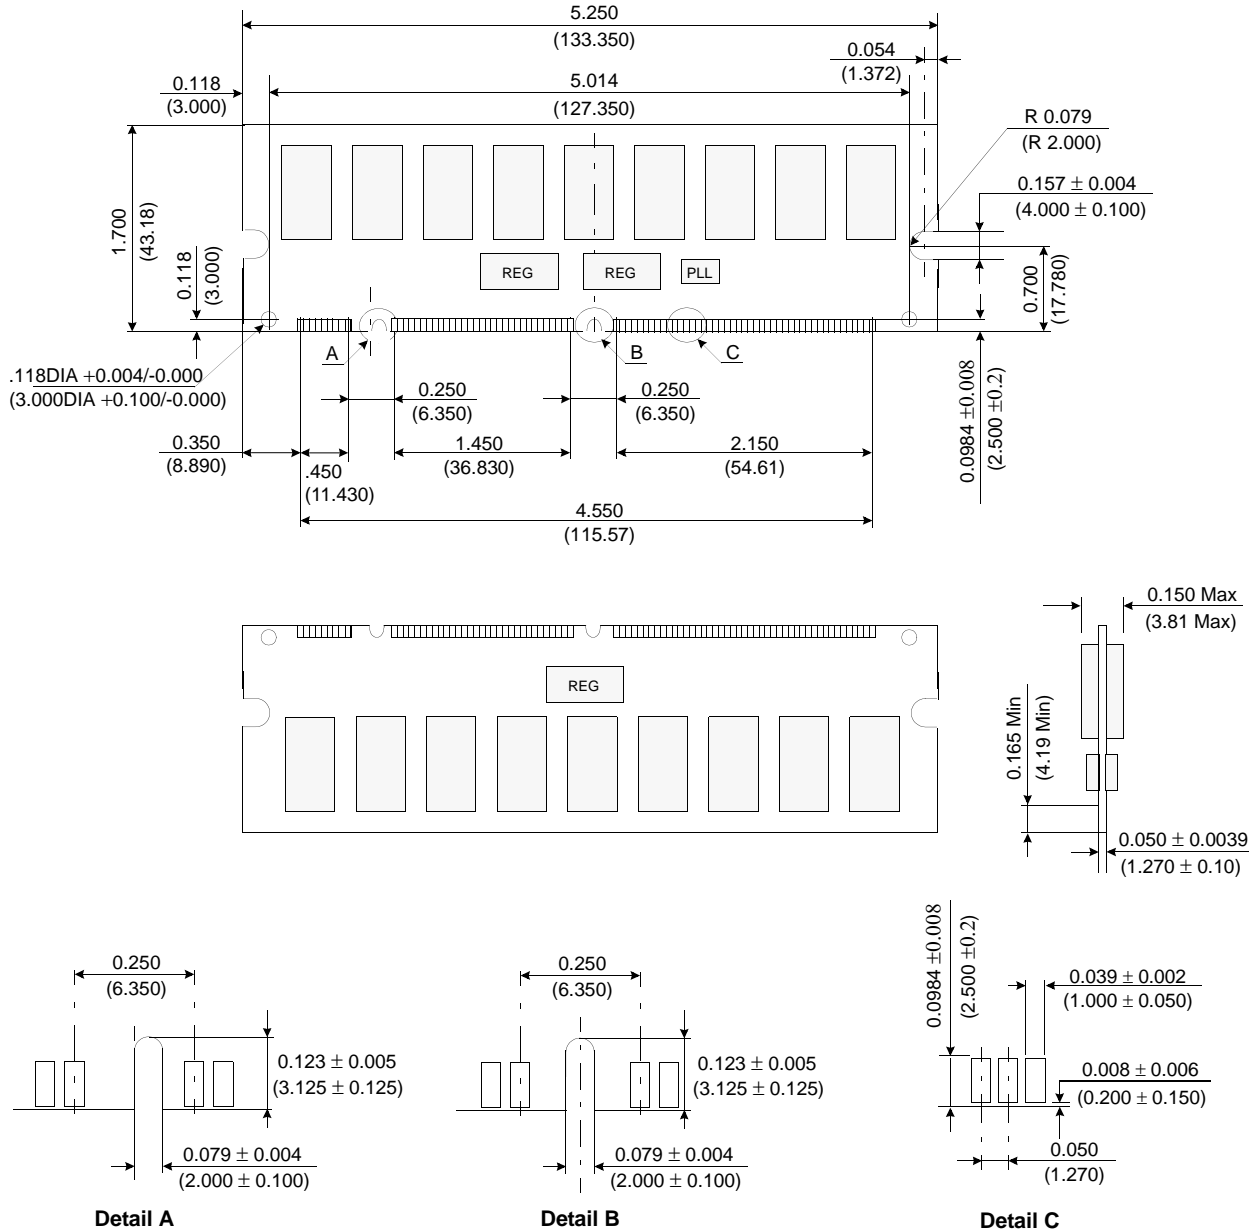 5.250
(133.350)
0.054
(1.372)
0.118
(3.000)
5.014
(127.350)
R 0.079
(R 2.000)
0.157 ± 0.004
(4.000 ± 0.100)
1.700
(43.18)
0.118
(3.000)
REG
REG
PLL
0.700
(17.780)
A
B
C
.118DIA +0.004/-0.000
(3.000DIA +0.100/-0.000)
0.250
(6.350)
0.250
(6.350)
0.0984 ±0.008
(2.500 ±0.2)
0.350
(8.890)
.450
(11.430)
1.450
(36.830)
2.150
(54.61)
4.550
(115.57)
0.150 Max
(3.81 Max)
REG
0.165 Min
(4.19 Min)
0.050 ± 0.0039
(1.270 ± 0.10)
0.250
(6.350)
0.123 ± 0.005
(3.125 ± 0.125)
0.079 ± 0.004
(2.000 ± 0.100)
Detail A
0.250
(6.350)
0.123 ± 0.005
(3.125 ± 0.125)
0.079 ± 0.004
(2.000 ± 0.100)
Detail B
0.0984 ±0.008
(2.500 ±0.2)
0.039 ± 0.002
(1.000 ± 0.050)
0.008 ± 0.006
(0.200 ± 0.150)
0.050
(1.270)
Detail C